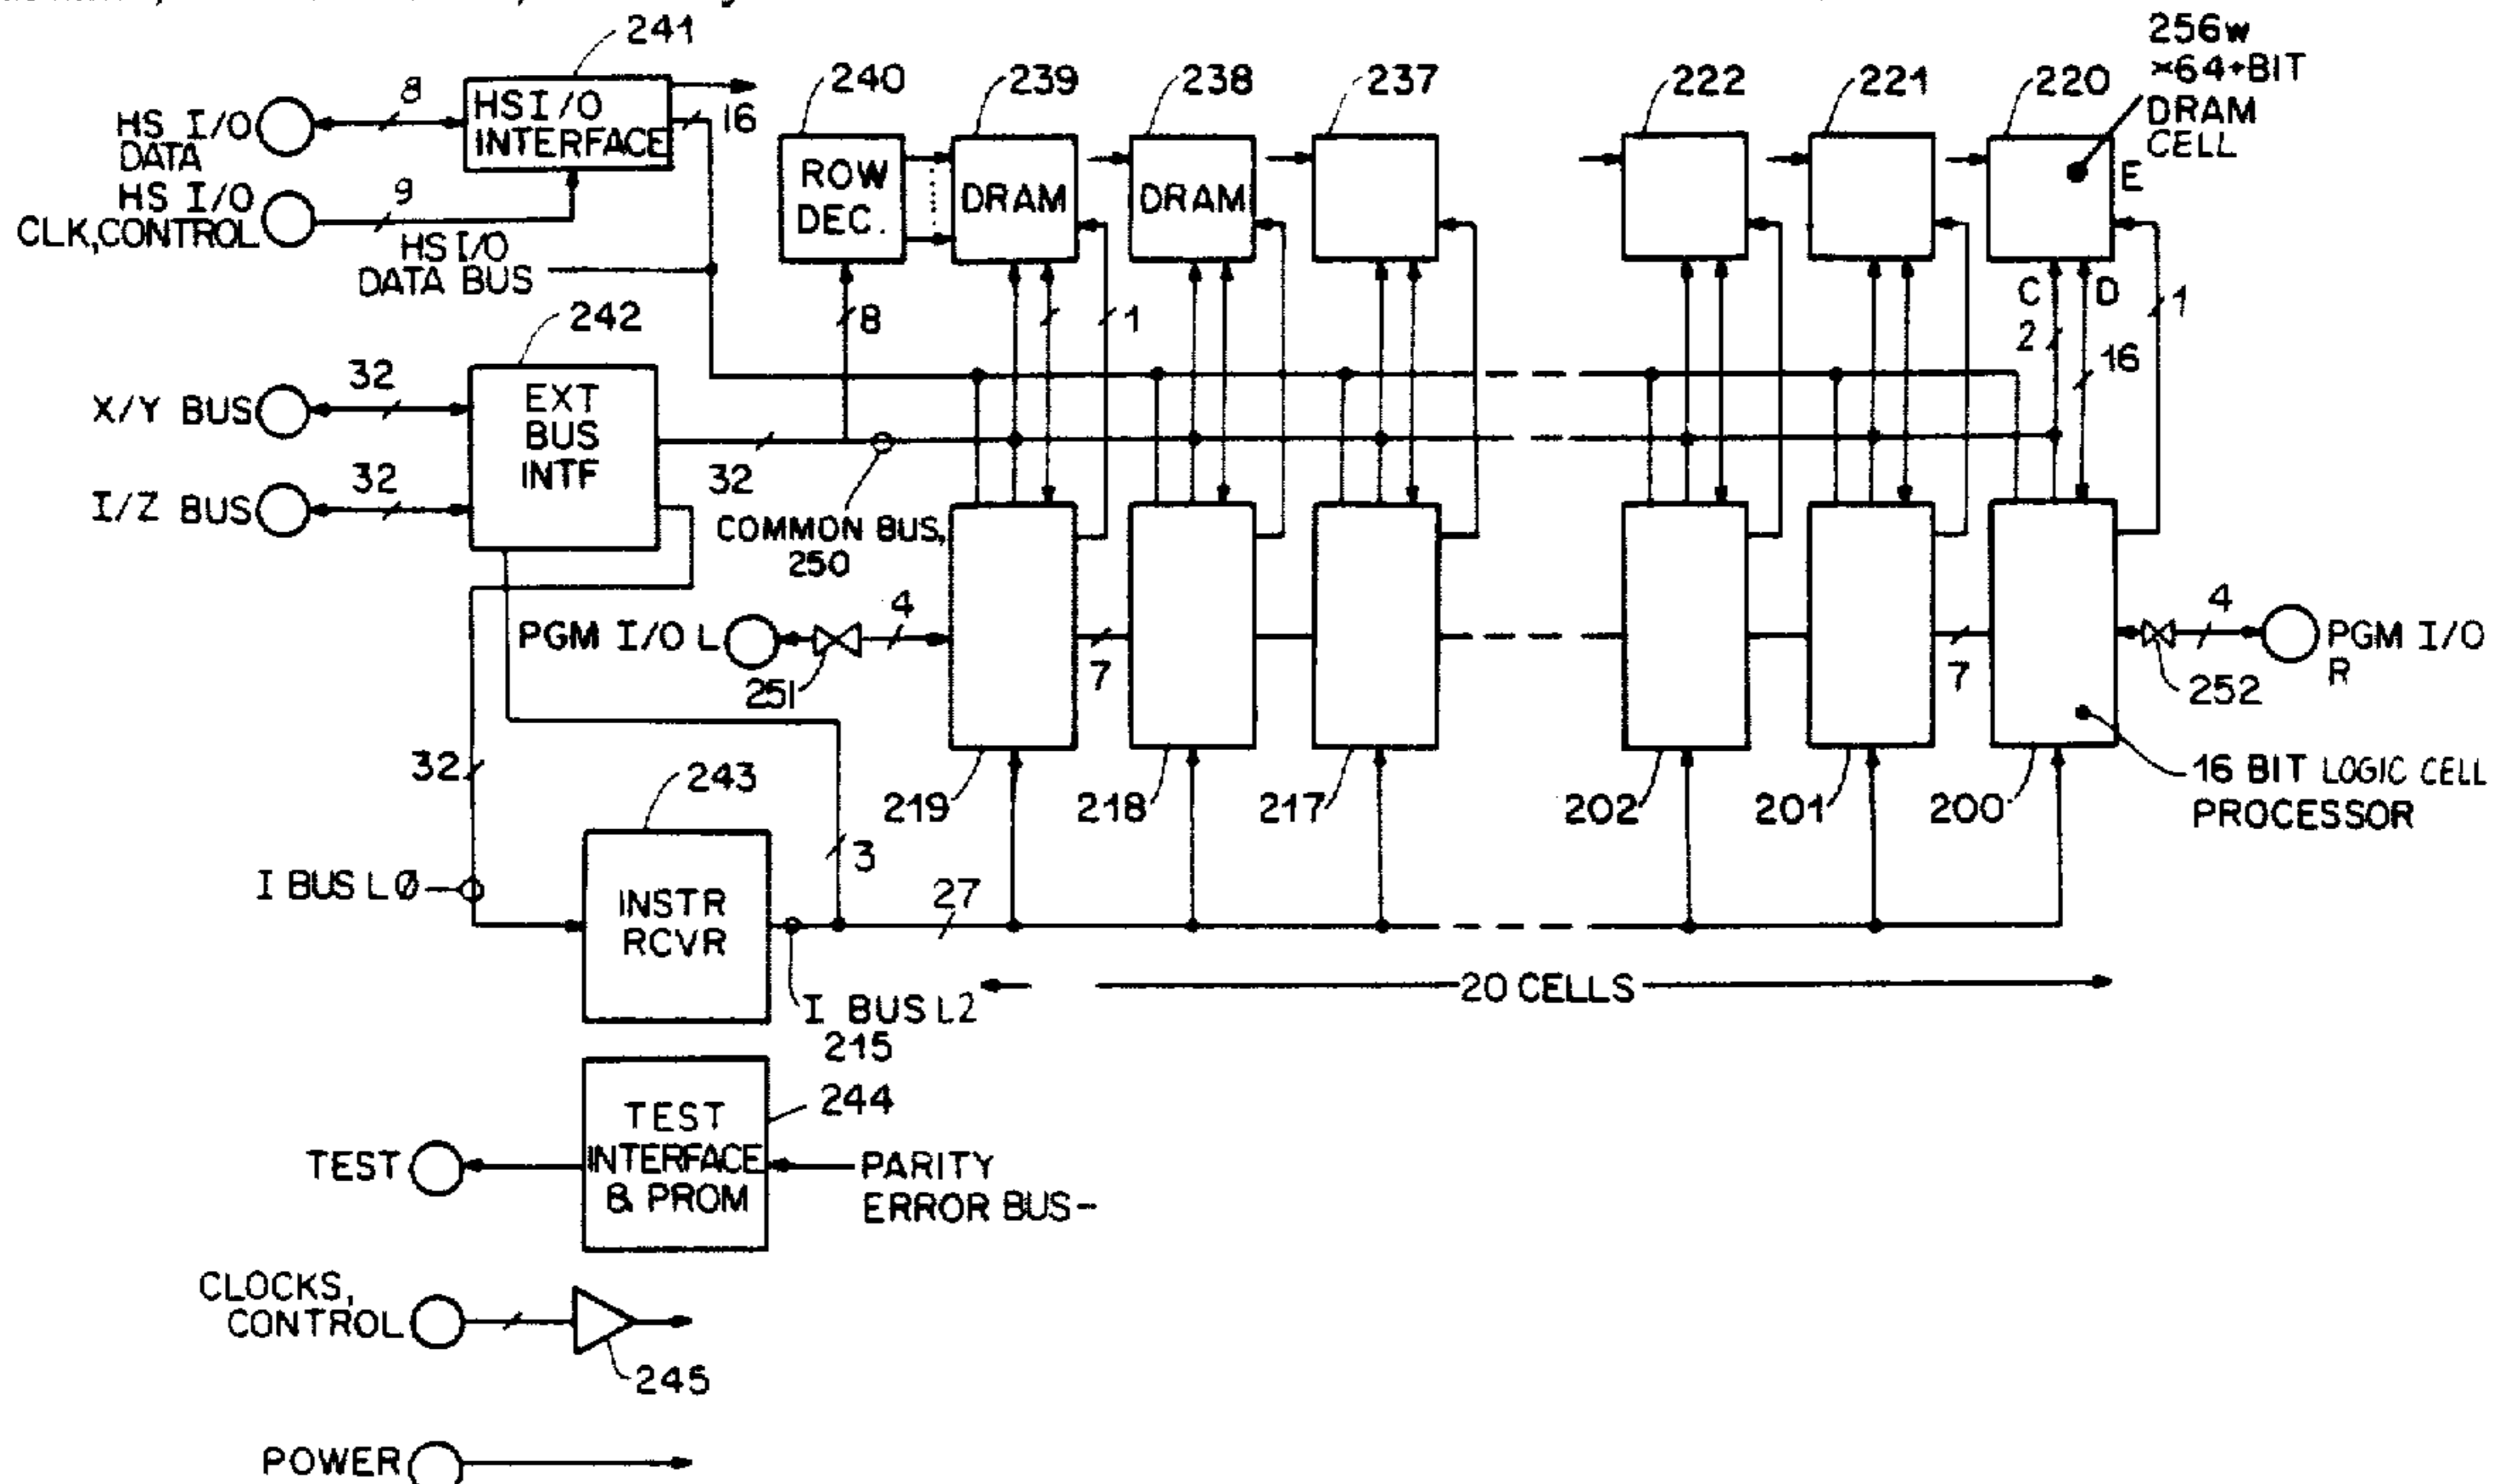 241
HS I/O
DATA
8
HS I/O
INTERFACE
16
HS I/O
CLK,CONTROL
9
HS I/O
DATA BUS
240
ROW
DEC.
239
DRAM
238
DRAM
237
222
221
220
256w
×64+BIT
DRAM
CELL
E
8
1
C
D
2
16
1
242
EXT
BUS
INTF
X/Y BUS
32
I/Z BUS
32
32
COMMON BUS,
250
PGM I/O L
251
4
7
7
4
PGM I/O
R
252
219
218
217
202
201
200
16 BIT LOGIC CELL
PROCESSOR
32
243
3
I BUS L0
INSTR
RCVR
27
I BUS L2
215
20 CELLS
244
TEST
INTERFACE
& PROM
TEST
PARITY
ERROR BUS-
CLOCKS,
CONTROL
245
POWER